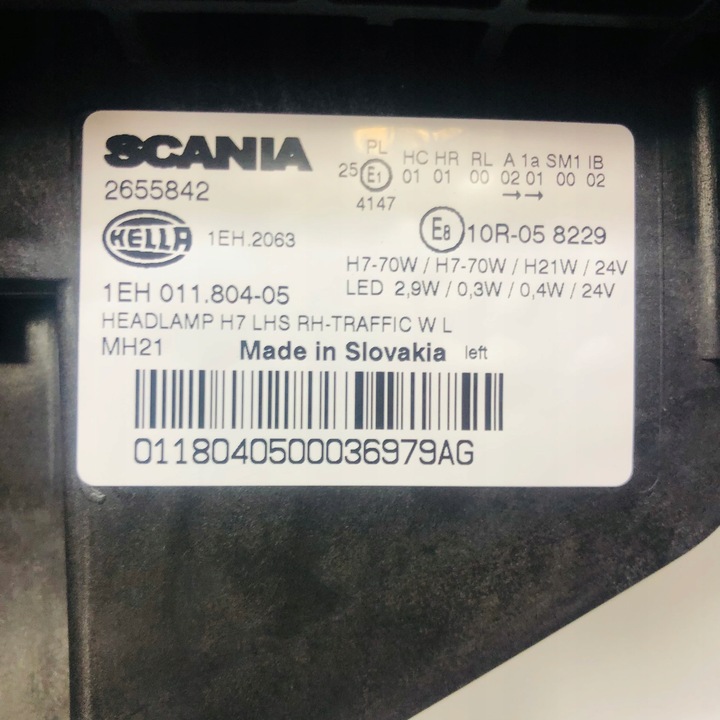 SCANIA
2655842
HELLA 1EH.2063
PL HC HR RL A 1a SM1 IB
25 E1 01 01 00 02 01 00 02
4147 →→
E8 10R-05 8229
H7-70W / H7-70W / H21W / 24V
1EH 011.804-05 LED 2,9W / 0,3W / 0,4W / 24V
HEADLAMP H7 LHS RH-TRAFFIC W L
MH21 Made in Slovakia left
0118040500036979AG